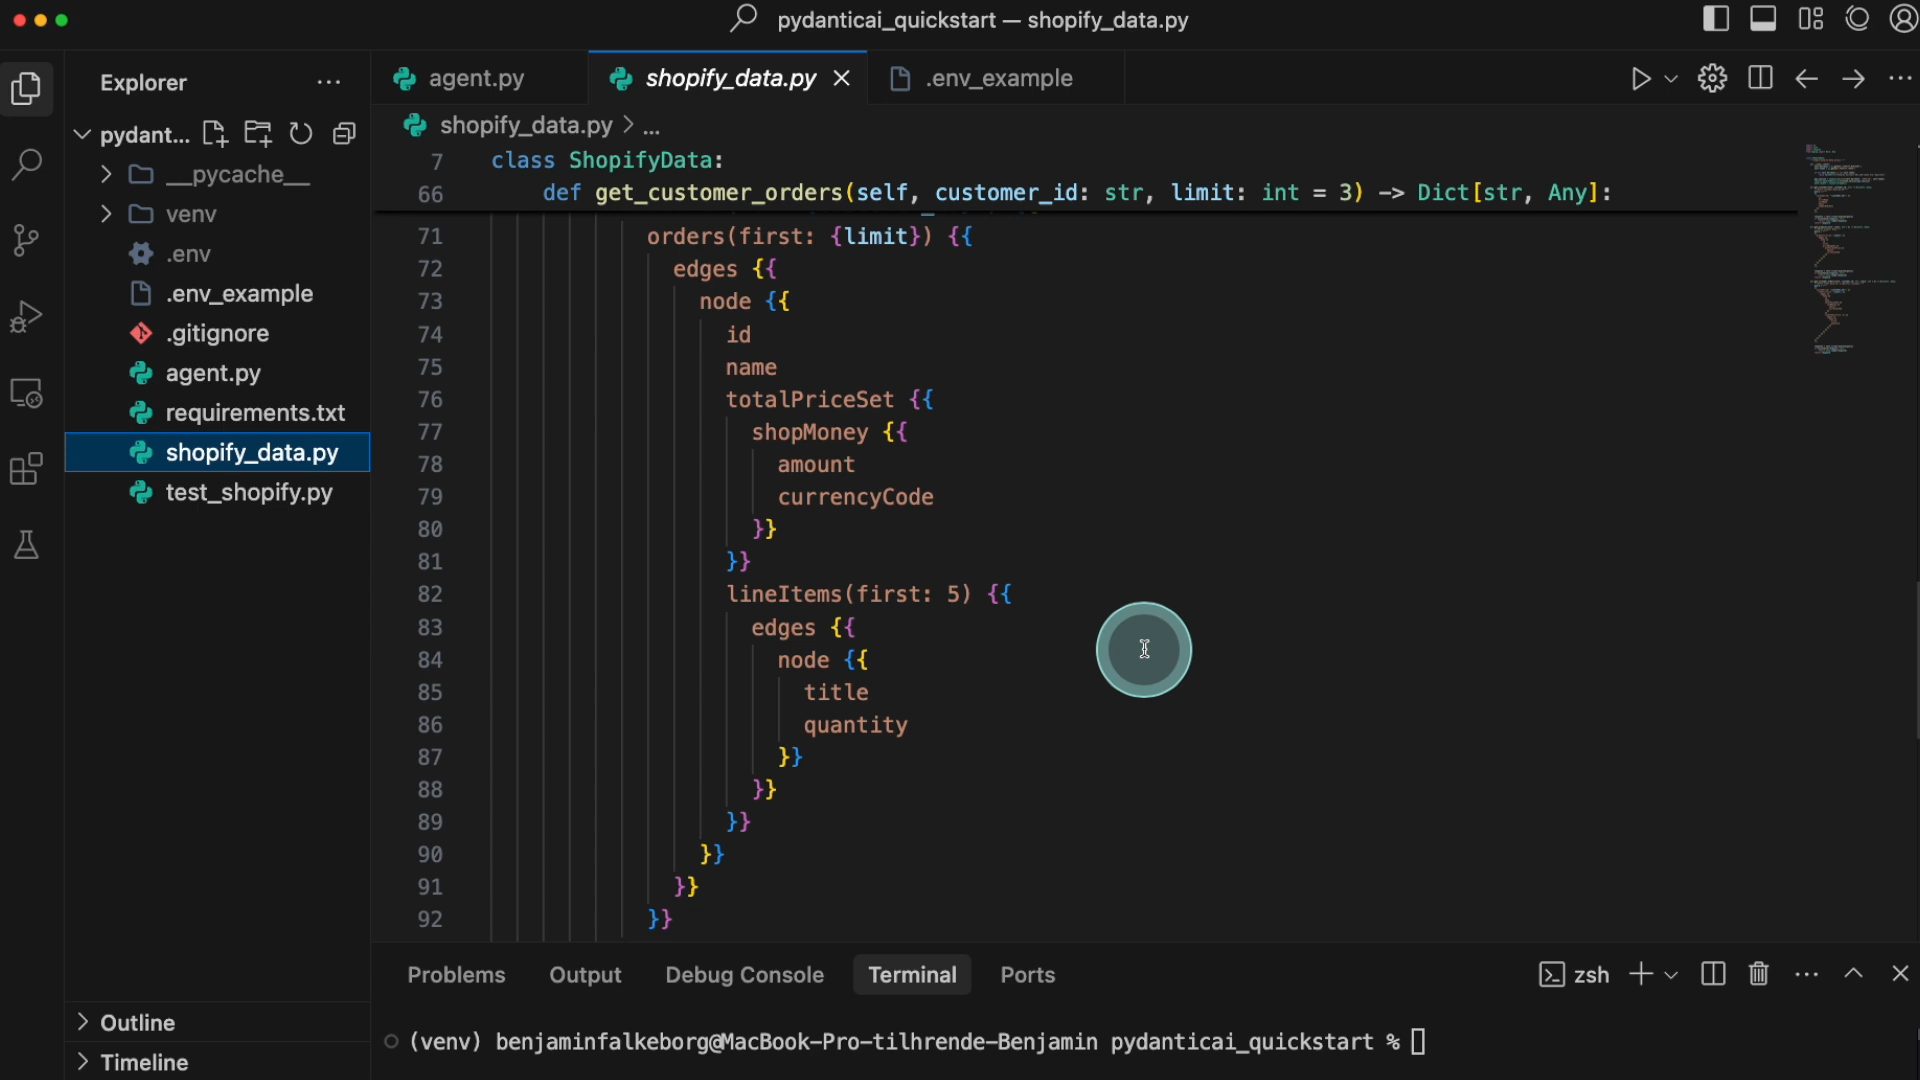 pydanticai_quickstart — shopify_data.py
Explorer
pydant...
__pycache__
venv
.env
.env_example
.gitignore
agent.py
requirements.txt
shopify_data.py
test_shopify.py
Outline
Timeline
agent.py
shopify_data.py
.env_example
shopify_data.py > ...
7 class ShopifyData:
66 def get_customer_orders(self, customer_id: str, limit: int = 3) -> Dict[str, Any]:
71 orders(first: {limit}) {{
72 edges {{
73 node {{
74 id
75 name
76 totalPriceSet {{
77 shopMoney {{
78 amount
79 currencyCode
80 }}
81 }}
82 lineItems(first: 5) {{
83 edges {{
84 node {{
85 title
86 quantity
87 }}
88 }}
89 }}
90 }}
91 }}
92 }}
Problems Output Debug Console Terminal Ports
zsh
(venv) benjaminfalkeborg@MacBook-Pro-tilhrende-Benjamin pydanticai_quickstart %